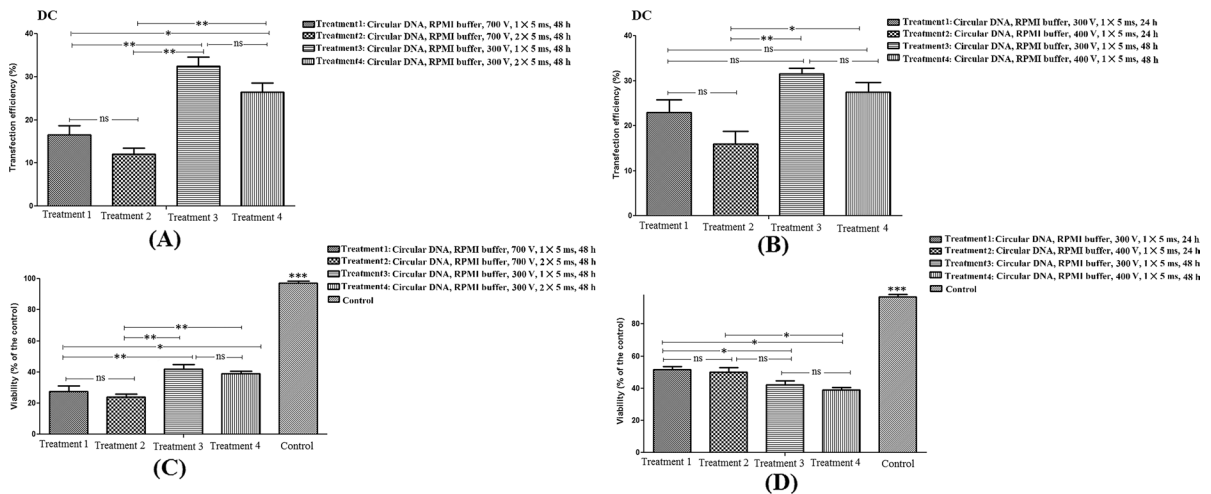 DC
Treatment1: Circular DNA, RPMI buffer, 700 V, 1 × 5 ms, 48 h
Treatment2: Circular DNA, RPMI buffer, 700 V, 2 × 5 ms, 48 h
Treatment3: Circular DNA, RPMI buffer, 300 V, 1 × 5 ms, 48 h
Treatment4: Circular DNA, RPMI buffer, 300 V, 2 × 5 ms, 48 h
Transfection efficiency (%)
40
30
20
10
0
**
*
**
ns
**
ns
Treatment 1 Treatment 2 Treatment 3 Treatment 4
(A)
DC
Treatment1: Circular DNA, RPMI buffer, 300 V, 1 × 5 ms, 24 h
Treatment2: Circular DNA, RPMI buffer, 400 V, 1 × 5 ms, 24 h
Treatment3: Circular DNA, RPMI buffer, 300 V, 1 × 5 ms, 48 h
Treatment4: Circular DNA, RPMI buffer, 400 V, 1 × 5 ms, 48 h
Transfection efficiency (%)
40
30
20
10
0
*
**
ns
ns
ns
ns
Treatment 1 Treatment 2 Treatment 3 Treatment 4
(B)
Treatment1: Circular DNA, RPMI buffer, 700 V, 1 × 5 ms, 48 h
Treatment2: Circular DNA, RPMI buffer, 700 V, 2 × 5 ms, 48 h
Treatment3: Circular DNA, RPMI buffer, 300 V, 1 × 5 ms, 48 h
Treatment4: Circular DNA, RPMI buffer, 300 V, 2 × 5 ms, 48 h
Control
Viability (% of the control)
100
80
60
40
20
0
***
**
**
*
**
ns
ns
Treatment 1 Treatment 2 Treatment 3 Treatment 4 Control
(C)
Treatment1: Circular DNA, RPMI buffer, 300 V, 1 × 5 ms, 24 h
Treatment2: Circular DNA, RPMI buffer, 400 V, 1 × 5 ms, 24 h
Treatment3: Circular DNA, RPMI buffer, 300 V, 1 × 5 ms, 48 h
Treatment4: Circular DNA, RPMI buffer, 400 V, 1 × 5 ms, 48 h
Control
Viability (% of the control)
100
80
60
40
20
0
***
*
*
*
ns
ns
ns
Treatment 1 Treatment 2 Treatment 3 Treatment 4 Control
(D)